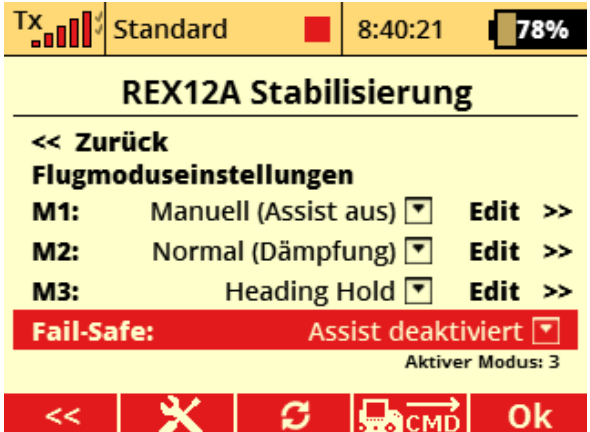 Tx Standard 8:40:21 78%
REX12A Stabilisierung
<< Zurück
Flugmoduseinstellungen
M1: Manuell (Assist aus) Edit >>
M2: Normal (Dämpfung) Edit >>
M3: Heading Hold Edit >>
Fail-Safe: Assist deaktiviert
Aktiver Modus: 3
<< CMD Ok